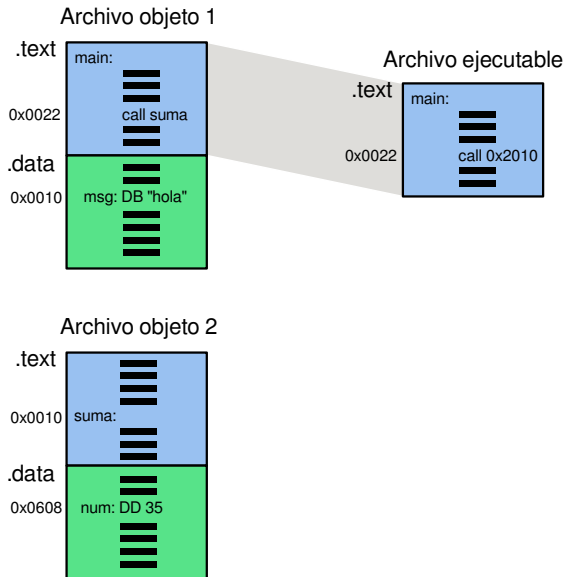 Archivo objeto 1
.text
main:
0x0022
call suma
.data
0x0010
msg: DB "hola"
Archivo ejecutable
.text
main:
0x0022
call 0x2010
Archivo objeto 2
.text
0x0010
suma:
.data
0x0608
num: DD 35